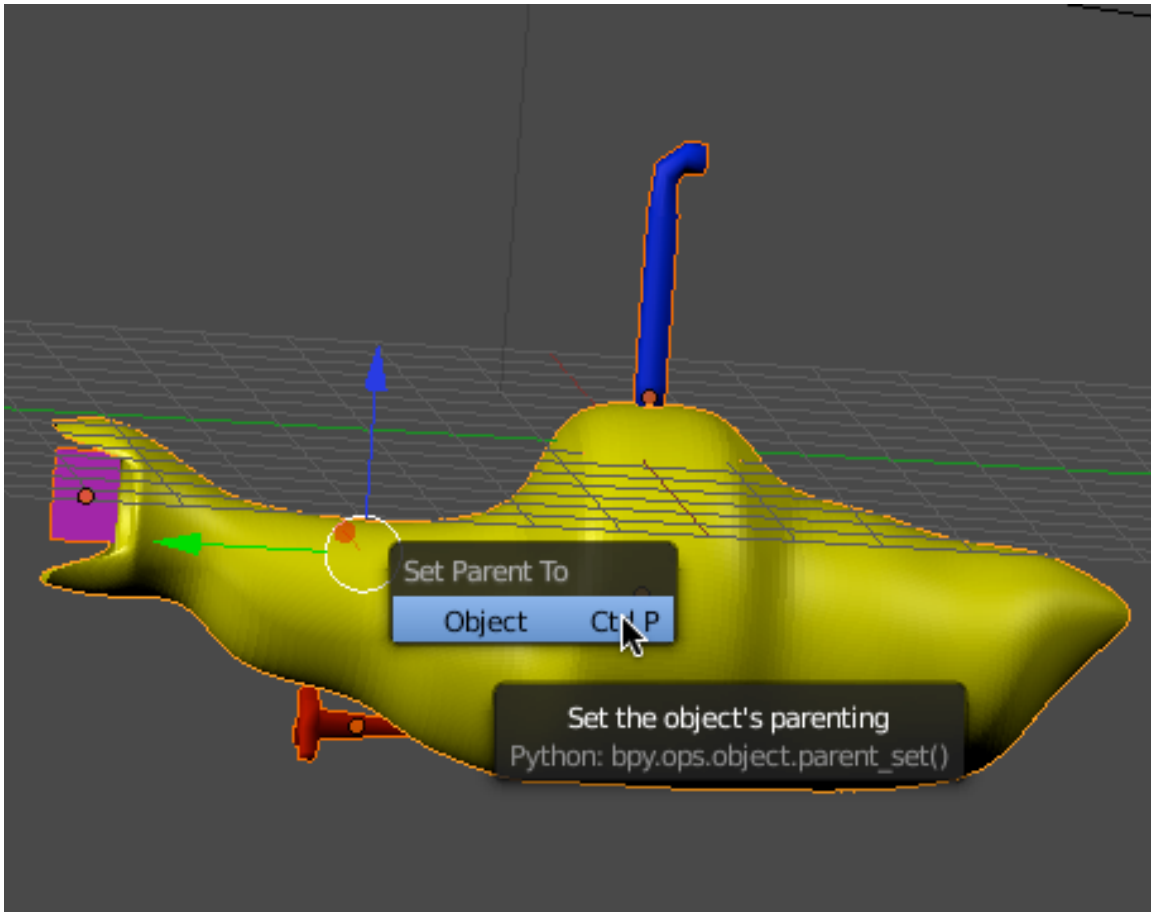 Set Parent To
Object Ctrl P
Set the object's parenting
Python: bpy.ops.object.parent_set()